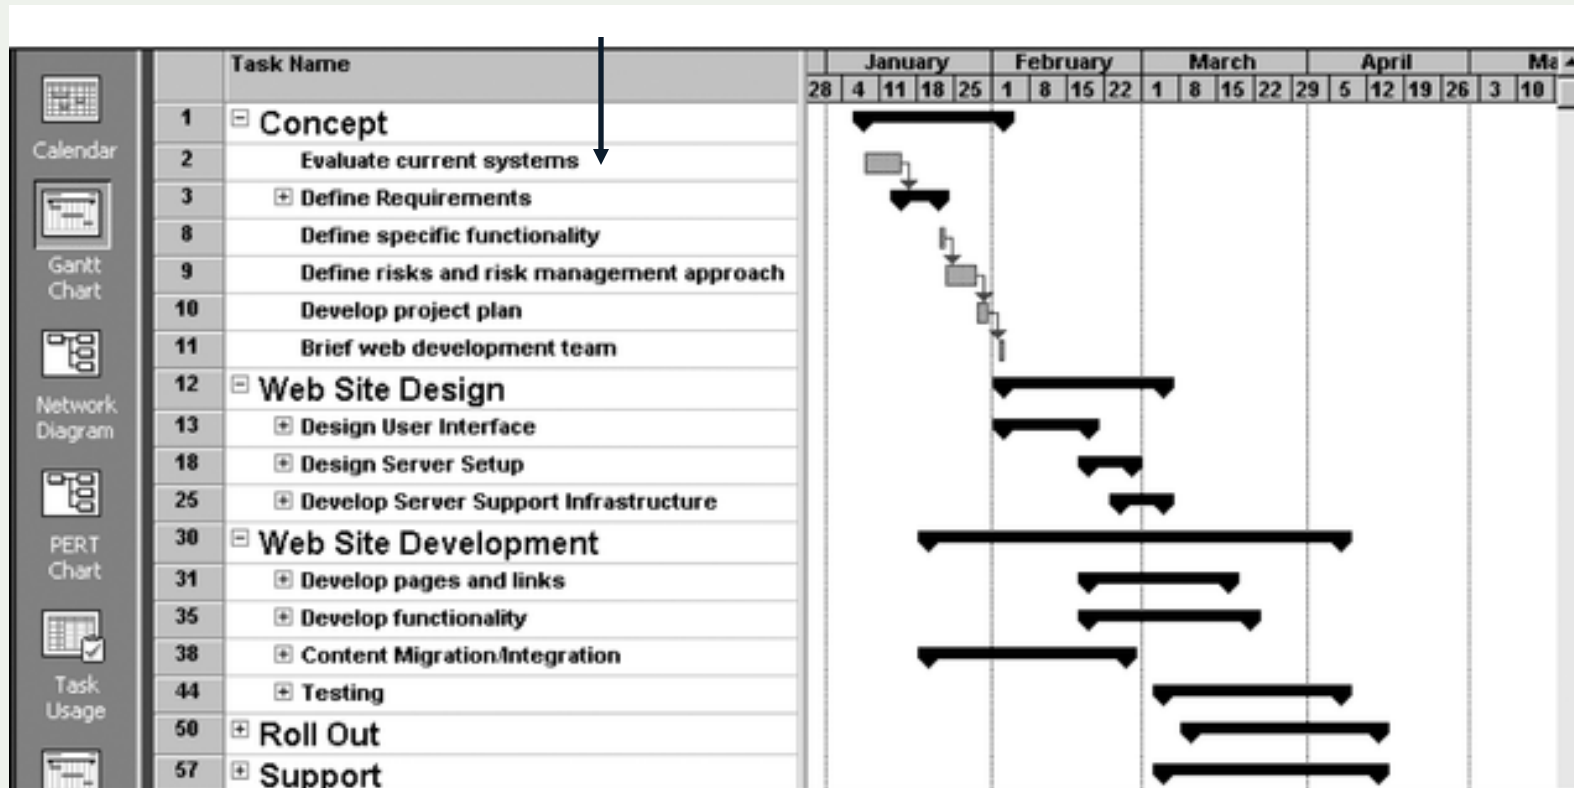 Task Name
January February March April Ma
28 4 11 18 25 1 8 15 22 1 8 15 22 29 5 12 19 26 3 10
1 Concept
2 Evaluate current systems
3 Define Requirements
8 Define specific functionality
9 Define risks and risk management approach
10 Develop project plan
11 Brief web development team
12 Web Site Design
13 Design User Interface
18 Design Server Setup
25 Develop Server Support Infrastructure
30 Web Site Development
31 Develop pages and links
35 Develop functionality
38 Content Migration/Integration
44 Testing
50 Roll Out
57 Support
Calendar
Gantt
Chart
Network
Diagram
PERT
Chart
Task
Usage